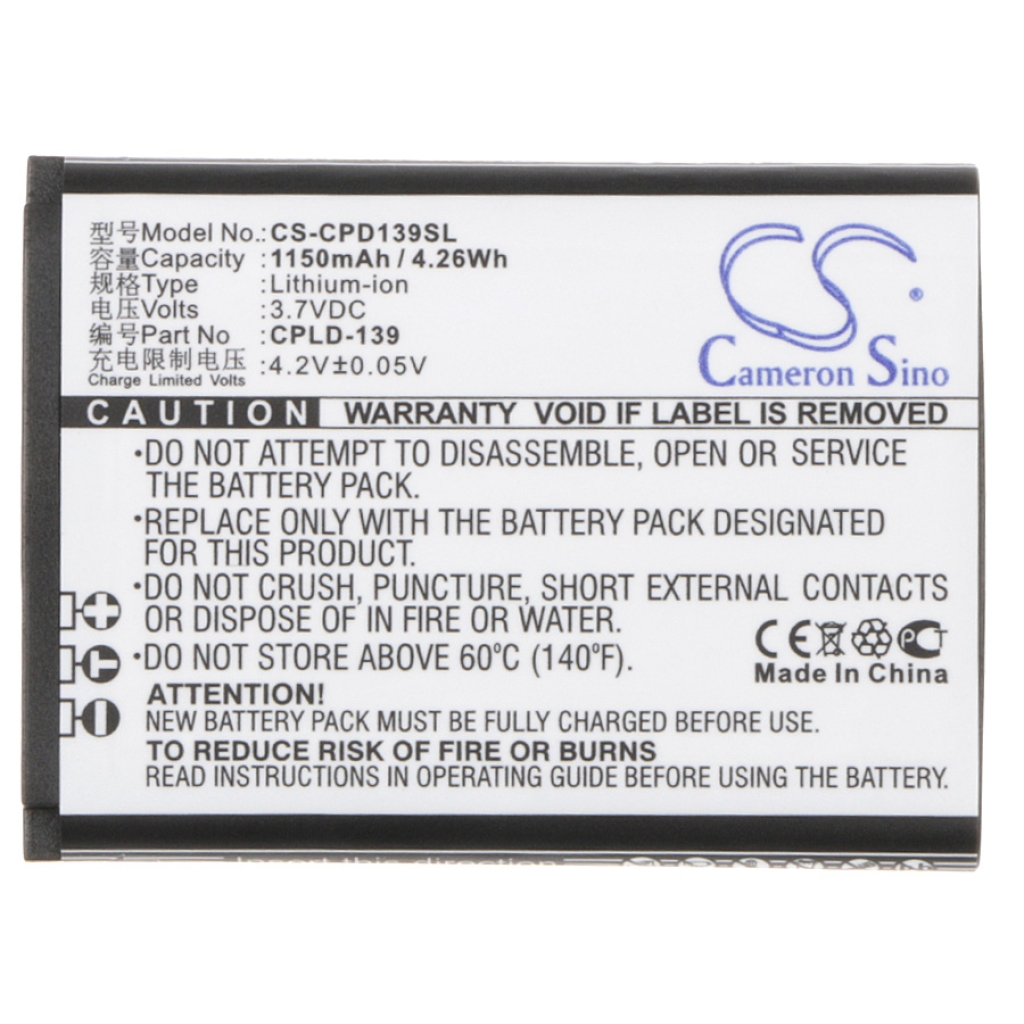 型号Model No.: CS-CPD139SL
容量Capacity : 1150mAh / 4.26Wh
规格Type : Lithium-ion
电压Volts : 3.7VDC
编号Part No : CPLD-139
充电限制电压 : 4.2V±0.05V
Charge Limited Volts
CS ®
Cameron Sino
CAUTION WARRANTY VOID IF LABEL IS REMOVED
·DO NOT ATTEMPT TO DISASSEMBLE, OPEN OR SERVICE
THE BATTERY PACK.
·REPLACE ONLY WITH THE BATTERY PACK DESIGNATED
FOR THIS PRODUCT.
·DO NOT CRUSH, PUNCTURE, SHORT EXTERNAL CONTACTS
OR DISPOSE OF IN FIRE OR WATER.
·DO NOT STORE ABOVE 60°C (140°F).
CE PCT
Made In China
ATTENTION!
NEW BATTERY PACK MUST BE FULLY CHARGED BEFORE USE.
TO REDUCE RISK OF FIRE OR BURNS
READ INSTRUCTIONS IN OPERATING GUIDE BEFORE USING THE BATTERY.
Insert this direction